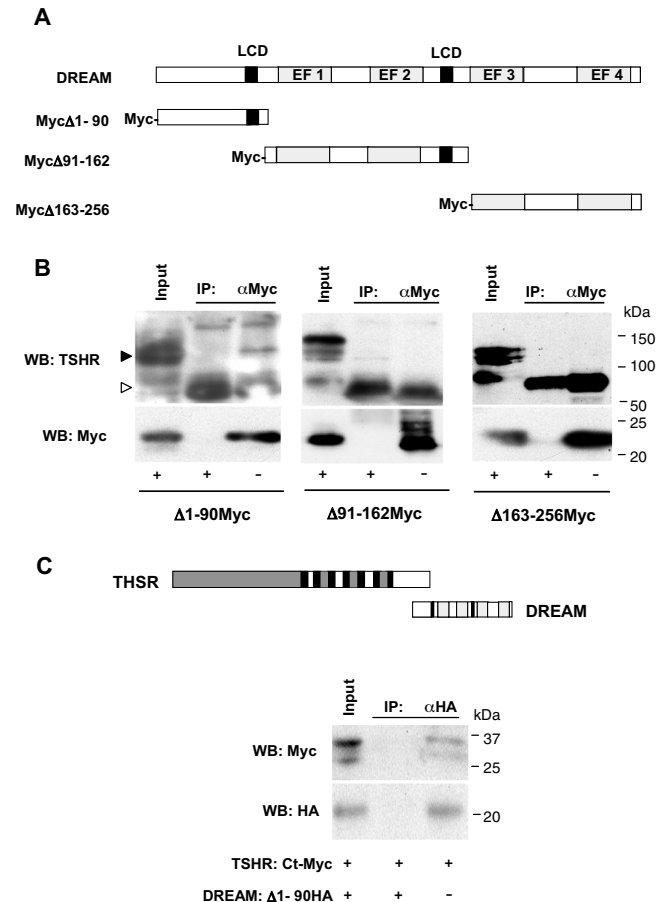 A
LCD LCD
DREAM EF 1 EF 2 EF 3 EF 4
MycΔ1- 90 Myc-
MycΔ91-162 Myc-
MycΔ163-256 Myc-
B
Input IP: αMyc Input IP: αMyc Input IP: αMyc
kDa
150
WB: TSHR
100
50
25
WB: Myc
20
+ + - + + - + + -
Δ1-90Myc Δ91-162Myc Δ163-256Myc
C
THSR
DREAM
Input IP: αHA
kDa
37
WB: Myc
25
WB: HA
20
TSHR: Ct-Myc + + +
DREAM: Δ1- 90HA + + -